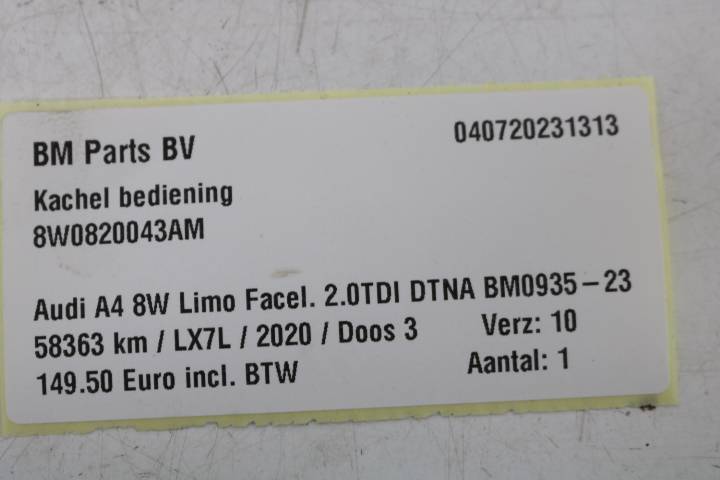 BM Parts BV 040720231313
Kachel bediening
8W0820043AM
Audi A4 8W Limo Facel. 2.0TDI DTNA BM0935-23
58363 km / LX7L / 2020 / Doos 3 Verz: 10
149.50 Euro incl. BTW Aantal: 1